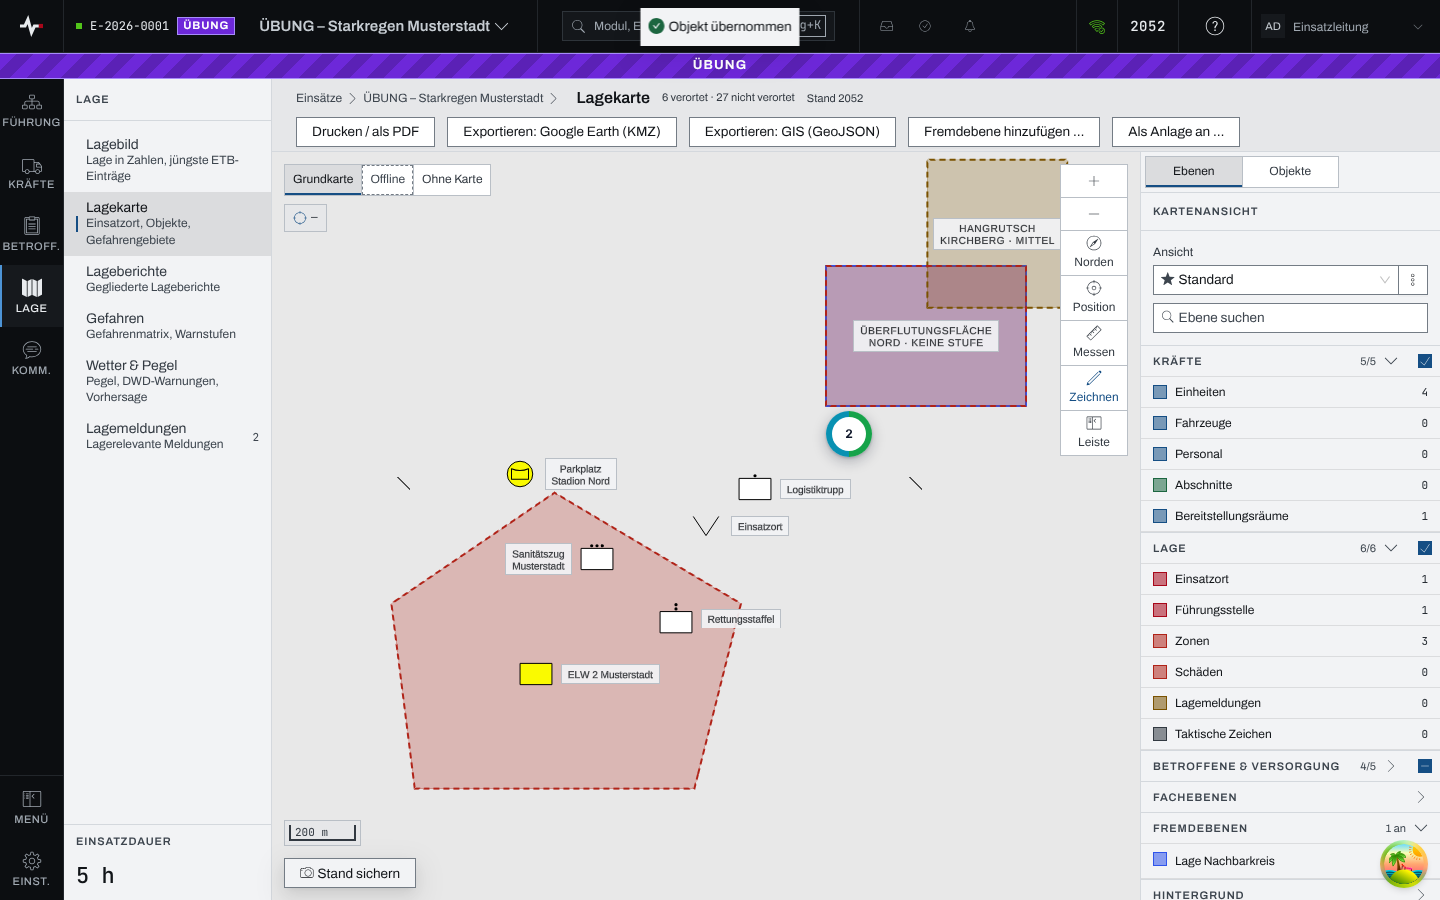 E-2026-0001
ÜBUNG
ÜBUNG – Starkregen Musterstadt
Modul, E
Objekt übernommen
g+K
2052
AD
Einsatzleitung
ÜBUNG
FÜHRUNG
KRÄFTE
BETROFF.
LAGE
KOMM.
MENÜ
EINST.
LAGE
Lagebild
Lage in Zahlen, jüngste ETB-
Einträge
Lagekarte
Einsatzort, Objekte,
Gefahrengebiete
Lageberichte
Gegliederte Lageberichte
Gefahren
Gefahrenmatrix, Warnstufen
Wetter & Pegel
Pegel, DWD-Warnungen,
Vorhersage
Lagemeldungen
Lagerelevante Meldungen
2
EINSATZDAUER
5 h
Einsätze
ÜBUNG – Starkregen Musterstadt
Lagekarte
6 verortet · 27 nicht verortet
Stand 2052
Drucken / als PDF
Exportieren: Google Earth (KMZ)
Exportieren: GIS (GeoJSON)
Fremdebene hinzufügen ...
Als Anlage an ...
Grundkarte
Offline
Ohne Karte
–
HANGRUTSCH
KIRCHBERG · MITTEL
ÜBERFLUTUNGSFLÄCHE
NORD · KEINE STUFE
2
Parkplatz
Stadion Nord
Logistiktrupp
Einsatzort
Sanitätszug
Musterstadt
Rettungsstaffel
ELW 2 Musterstadt
200 m
Stand sichern
Norden
Position
Messen
Zeichnen
Leiste
Ebenen
Objekte
KARTENANSICHT
Ansicht
Standard
Ebene suchen
KRÄFTE 5/5
Einheiten 4
Fahrzeuge 0
Personal 0
Abschnitte 0
Bereitstellungsräume 1
LAGE 6/6
Einsatzort 1
Führungsstelle 1
Zonen 3
Schäden 0
Lagemeldungen 0
Taktische Zeichen 0
BETROFFENE & VERSORGUNG 4/5
FACHEBENEN
FREMDEBENEN 1 an
Lage Nachbarkreis
HINTERGRUND